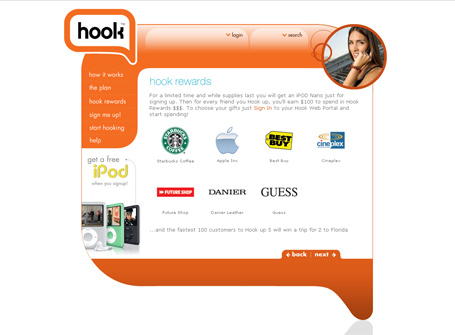 hook
login
search
how it works
the plan
hook rewards
sign me up!
start hooking
help
get a free
iPod
when you signup!
hook rewards
For a limited time and while supplies last you will get an iPOD Nano just for
signing up. Then for every friend you Hook up, you'll earn $100 to spend in Hook
Rewards $$$. To choose your gifts just Sign In to your Hook Web Portal and
start spending!
STARBUCKS
COFFEE
BEST
BUY
cineplex
Starbucks Coffee
Apple Inc
Best Buy
Cineplex
FUTURE SHOP
DANIER
GUESS
Future Shop
Danier Leather
Guess
...and the fastest 100 customers to Hook up 5 will win a trip for 2 to Florida
back | next